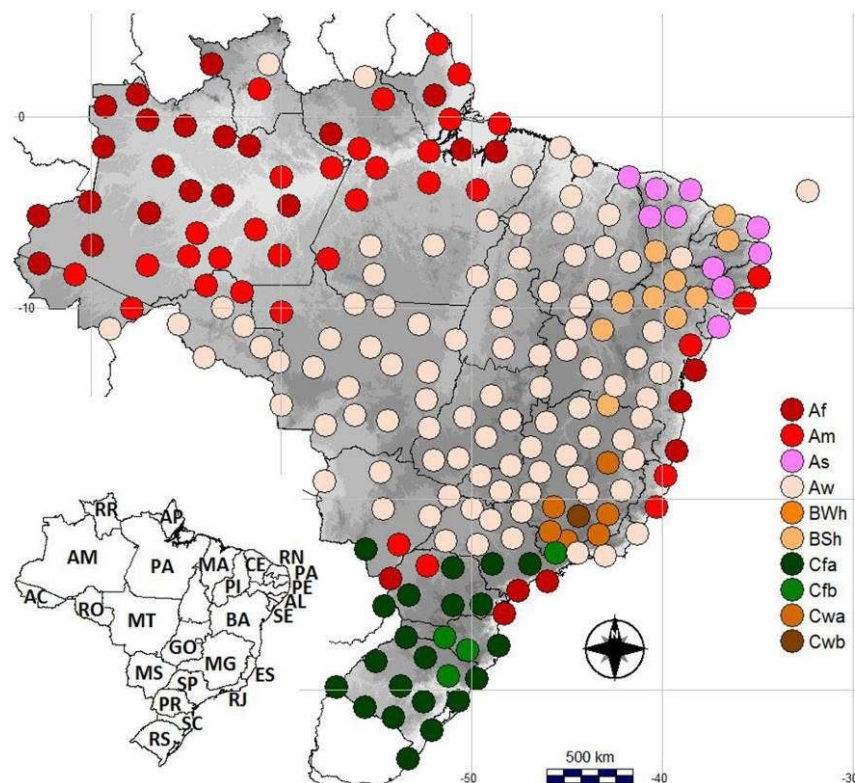 0
-10
-50
-40
-30
Af
Am
As
Aw
BWh
BSh
Cfa
Cfb
Cwa
Cwb
N
500 km
RR
AP
AM
PA
MA
CE
RN
PA
PE
AL
SE
PI
AC
RO
MT
BA
GO
MG
ES
MS
SP
RJ
PR
SC
RS